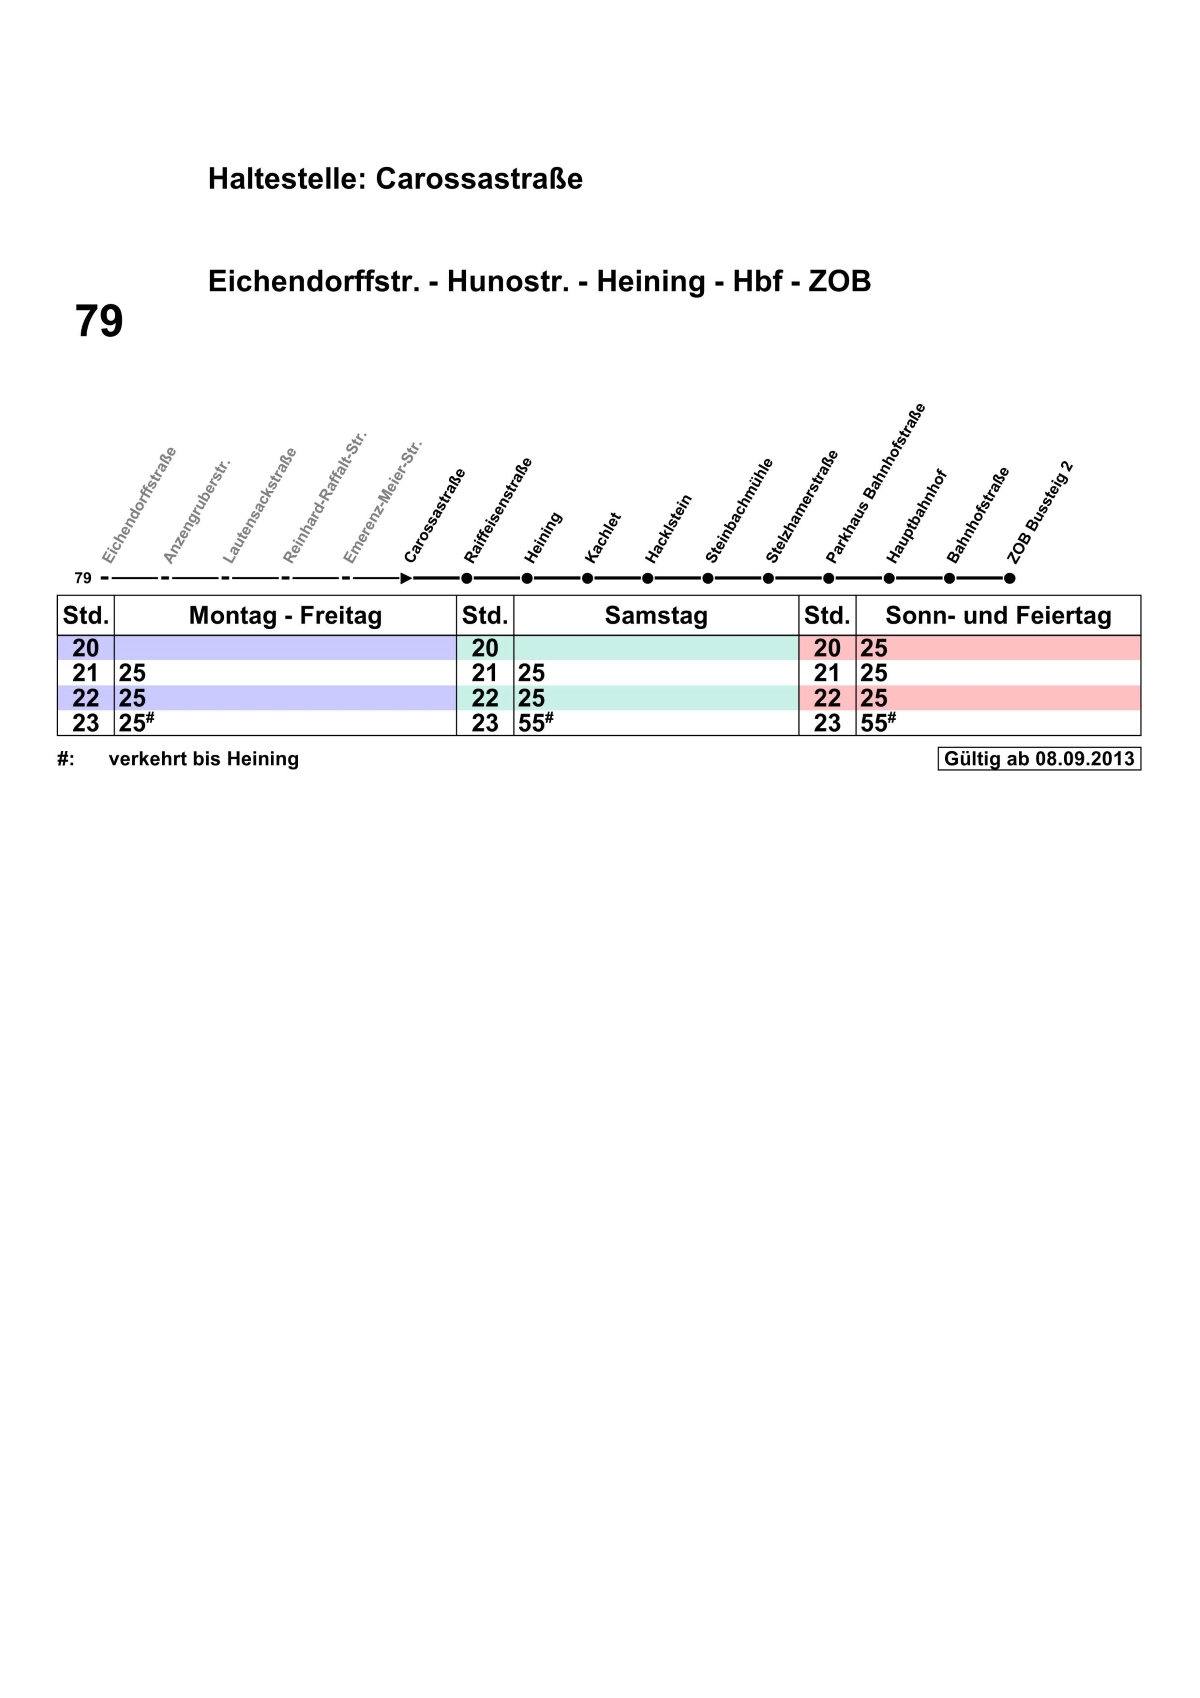 Haltestelle: Carossastraße
Eichendorffstr. - Hunostr. - Heining - Hbf - ZOB
79
Eichendorffstraße
Anzengruberstr.
Lautensackstraße
Reinhard-Raffalt-Str.
Emerenz-Meier-Str.
Carossastraße
Raiffeisenstraße
Heining
Kachlet
Hacklstein
Steinbachmühle
Stelzhamerstraße
Parkhaus Bahnhofstraße
Hauptbahnhof
Bahnhofstraße
ZOB Bussteig 2
79
Std. Montag - Freitag Std. Samstag Std. Sonn- und Feiertag
20 20 20 25
21 25 21 25 21 25
22 25 22 25 22 25
23 25# 23 55# 23 55#
#: verkehrt bis Heining Gültig ab 08.09.2013